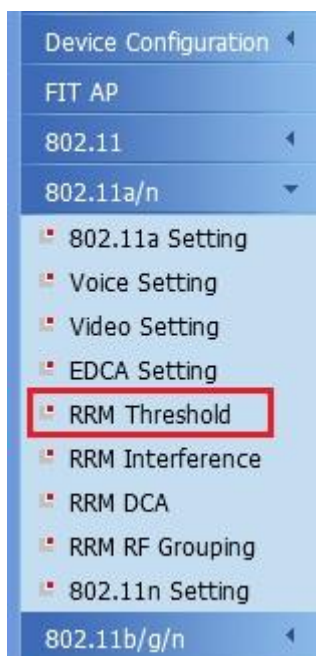 Device Configuration
FIT AP
802.11
802.11a/n
802.11a Setting
Voice Setting
Video Setting
EDCA Setting
RRM Threshold
RRM Interference
RRM DCA
RRM RF Grouping
802.11n Setting
802.11b/g/n